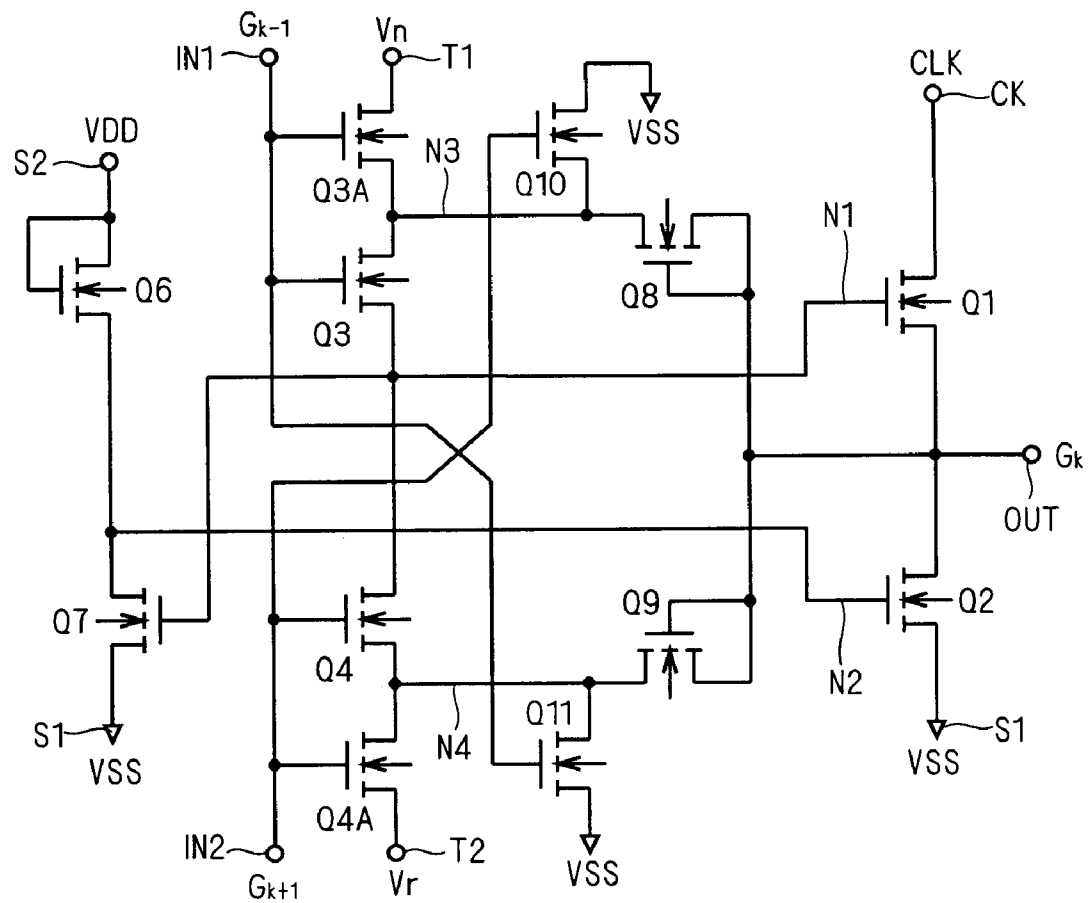 Gk-1
Vn
IN1
T1
CLK
CK
VDD
S2
VSS
Q3A
N3
Q10
N1
Q6
Q3
Q8
Q1
Gk
OUT
Q7
Q4
Q9
Q2
N4
Q11
N2
S1
VSS
S1
VSS
Q4A
IN2
T2
VSS
Gk+1
Vr